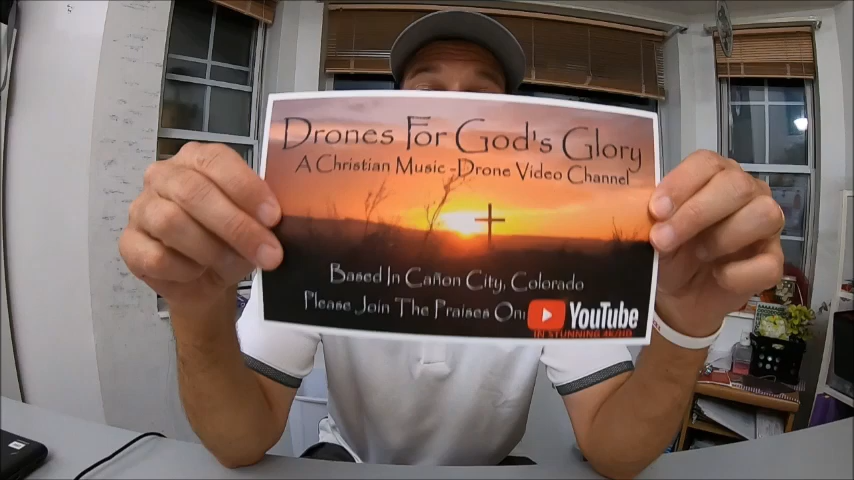 Drones For God's Glory
A Christian Music -Drone Video Channel
Based In Cañon City, Colorado
Please Join The Praises On: YouTube
IN STUNNING 4K/HD